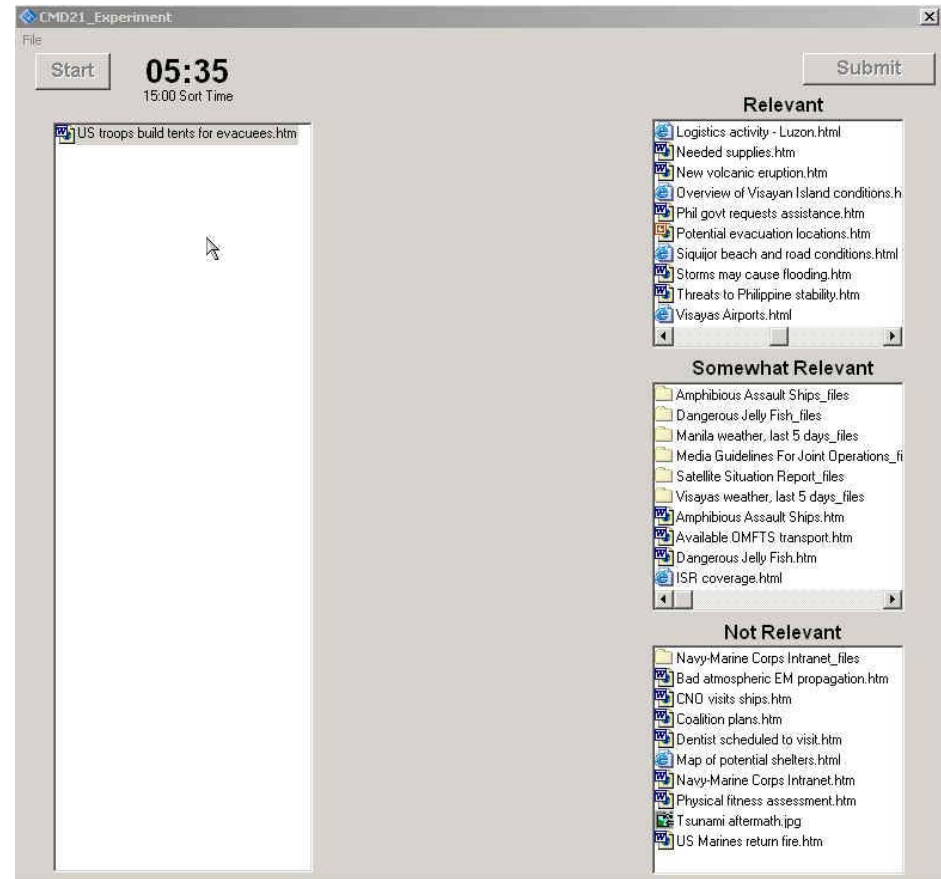 CMD21_Experiment
File
Start
05:35
15:00 Sort Time
Submit
US troops build tents for evacuees.htm
Relevant
Logistics activity - Luzon.html
Needed supplies.htm
New volcanic eruption.htm
Overview of Visayan Island conditions.h
Phil govt requests assistance.htm
Potential evacuation locations.htm
Siquijor beach and road conditions.html
Storms may cause flooding.htm
Threats to Philippine stability.htm
Visayas Airports.html
Somewhat Relevant
Amphibious Assault Ships_files
Dangerous Jelly Fish_files
Manila weather, last 5 days_files
Media Guidelines For Joint Operations_fi
Satellite Situation Report_files
Visayas weather, last 5 days_files
Amphibious Assault Ships.htm
Available OMFTS transport.htm
Dangerous Jelly Fish.htm
ISR coverage.html
Not Relevant
Navy-Marine Corps Intranet_files
Bad atmospheric EM propagation.htm
CNO visits ships.htm
Coalition plans.htm
Dentist scheduled to visit.htm
Map of potential shelters.html
Navy-Marine Corps Intranet.htm
Physical fitness assessment.htm
Tsunami aftermath.jpg
US Marines return fire.htm